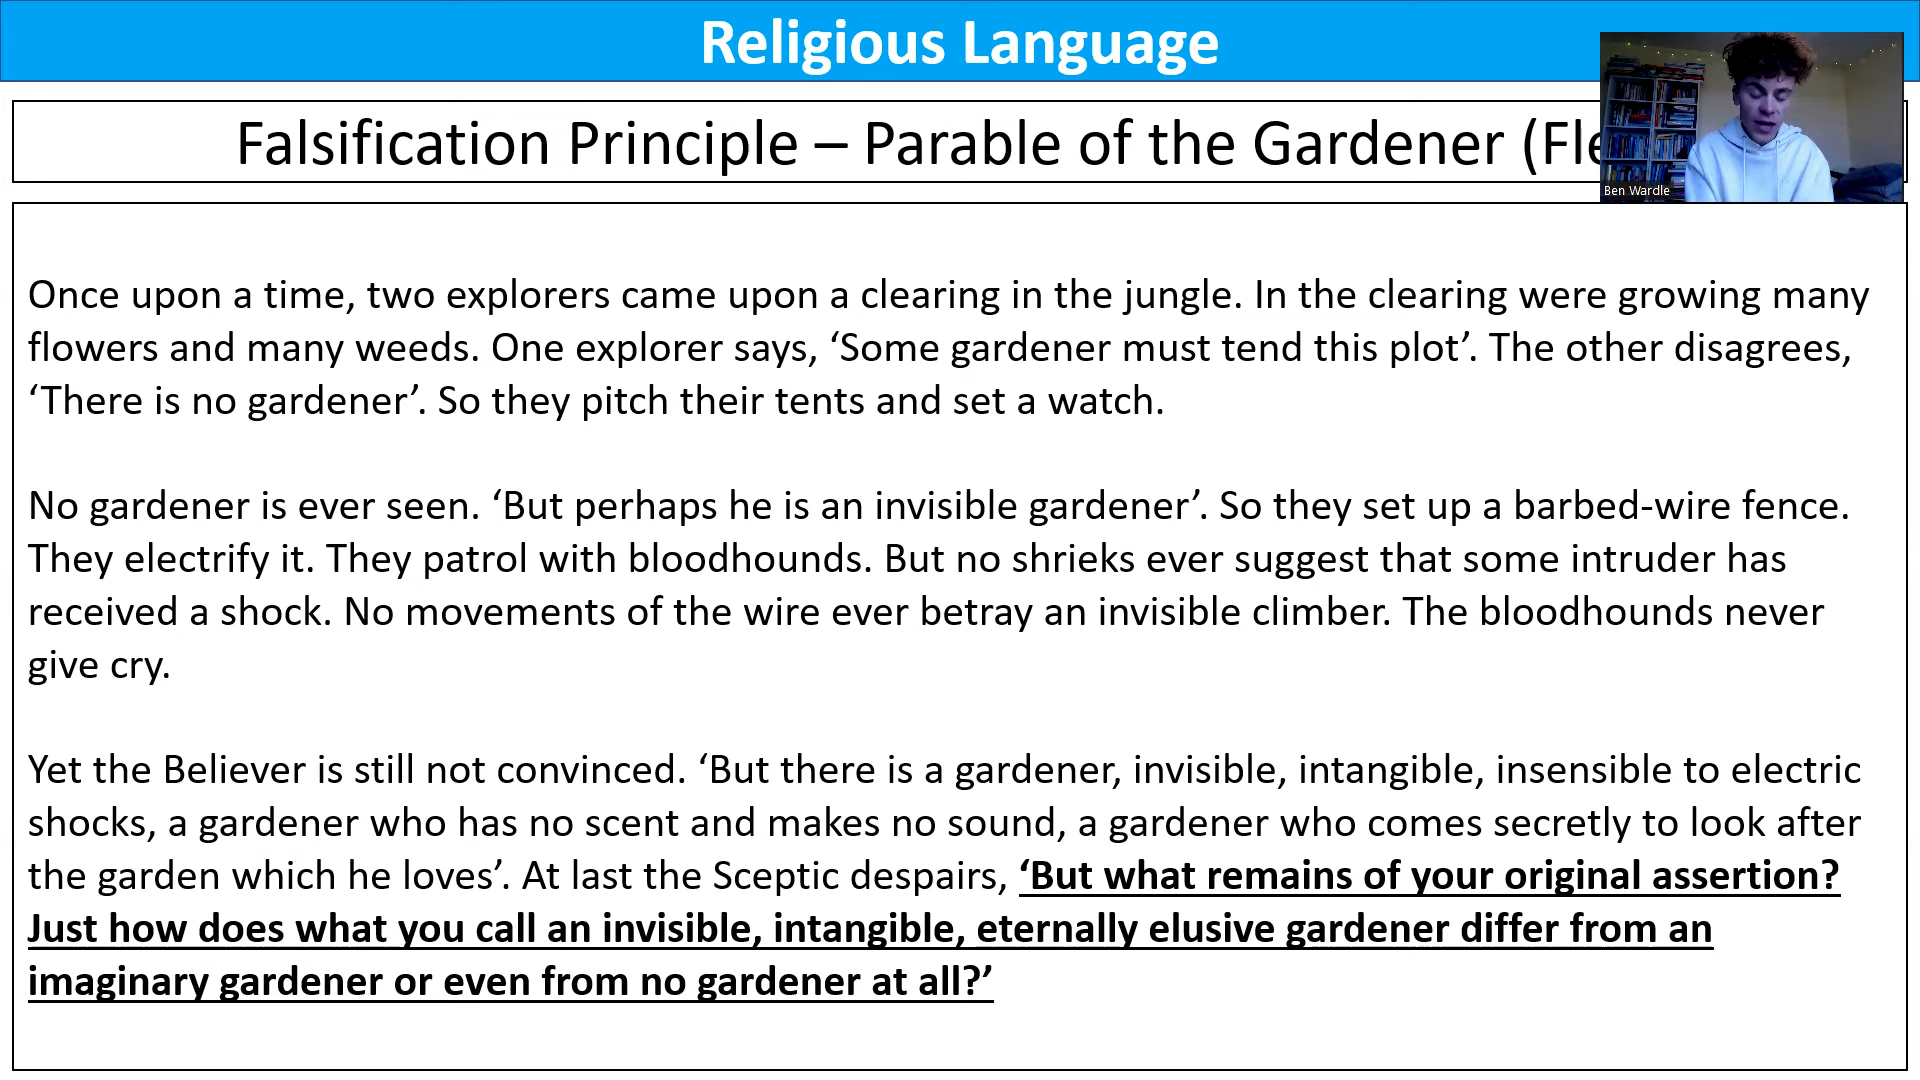 Religious Language
Falsification Principle – Parable of the Gardener (Fle
Ben Wardle
Once upon a time, two explorers came upon a clearing in the jungle. In the clearing were growing many
flowers and many weeds. One explorer says, ‘Some gardener must tend this plot’. The other disagrees,
‘There is no gardener’. So they pitch their tents and set a watch.
No gardener is ever seen. ‘But perhaps he is an invisible gardener’. So they set up a barbed-wire fence.
They electrify it. They patrol with bloodhounds. But no shrieks ever suggest that some intruder has
received a shock. No movements of the wire ever betray an invisible climber. The bloodhounds never
give cry.
Yet the Believer is still not convinced. ‘But there is a gardener, invisible, intangible, insensible to electric
shocks, a gardener who has no scent and makes no sound, a gardener who comes secretly to look after
the garden which he loves’. At last the Sceptic despairs, ‘But what remains of your original assertion?
Just how does what you call an invisible, intangible, eternally elusive gardener differ from an
imaginary gardener or even from no gardener at all?’